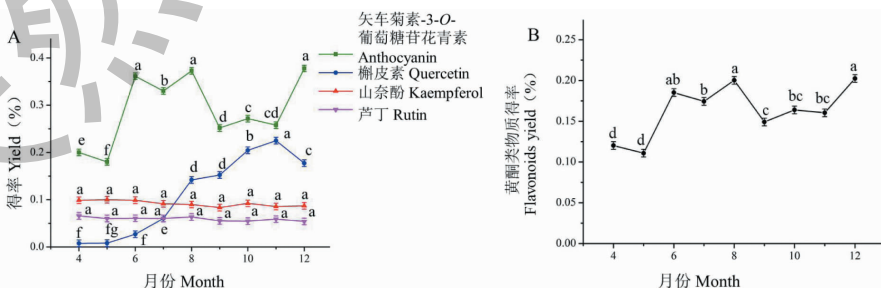 A
矢车菊素-3-O-
葡萄糖苷花青素
Anthocyanin
槲皮素 Quercetin
山奈酚 Kaempferol
芦丁 Rutin
得率 Yield (%)
0.4
0.3
0.2
0.1
0.0
e f a b a d c cd a
f fg f e d d b a c
a a a a a a a a a
a a a a a a a a a
4 6 8 10 12
月份 Month
B
黄酮类物质得率
Flavonoids yield (%)
0.25
0.20
0.15
0.10
0.05
0.00
d d ab b a c bc bc a
4 6 8 10 12
月份 Month